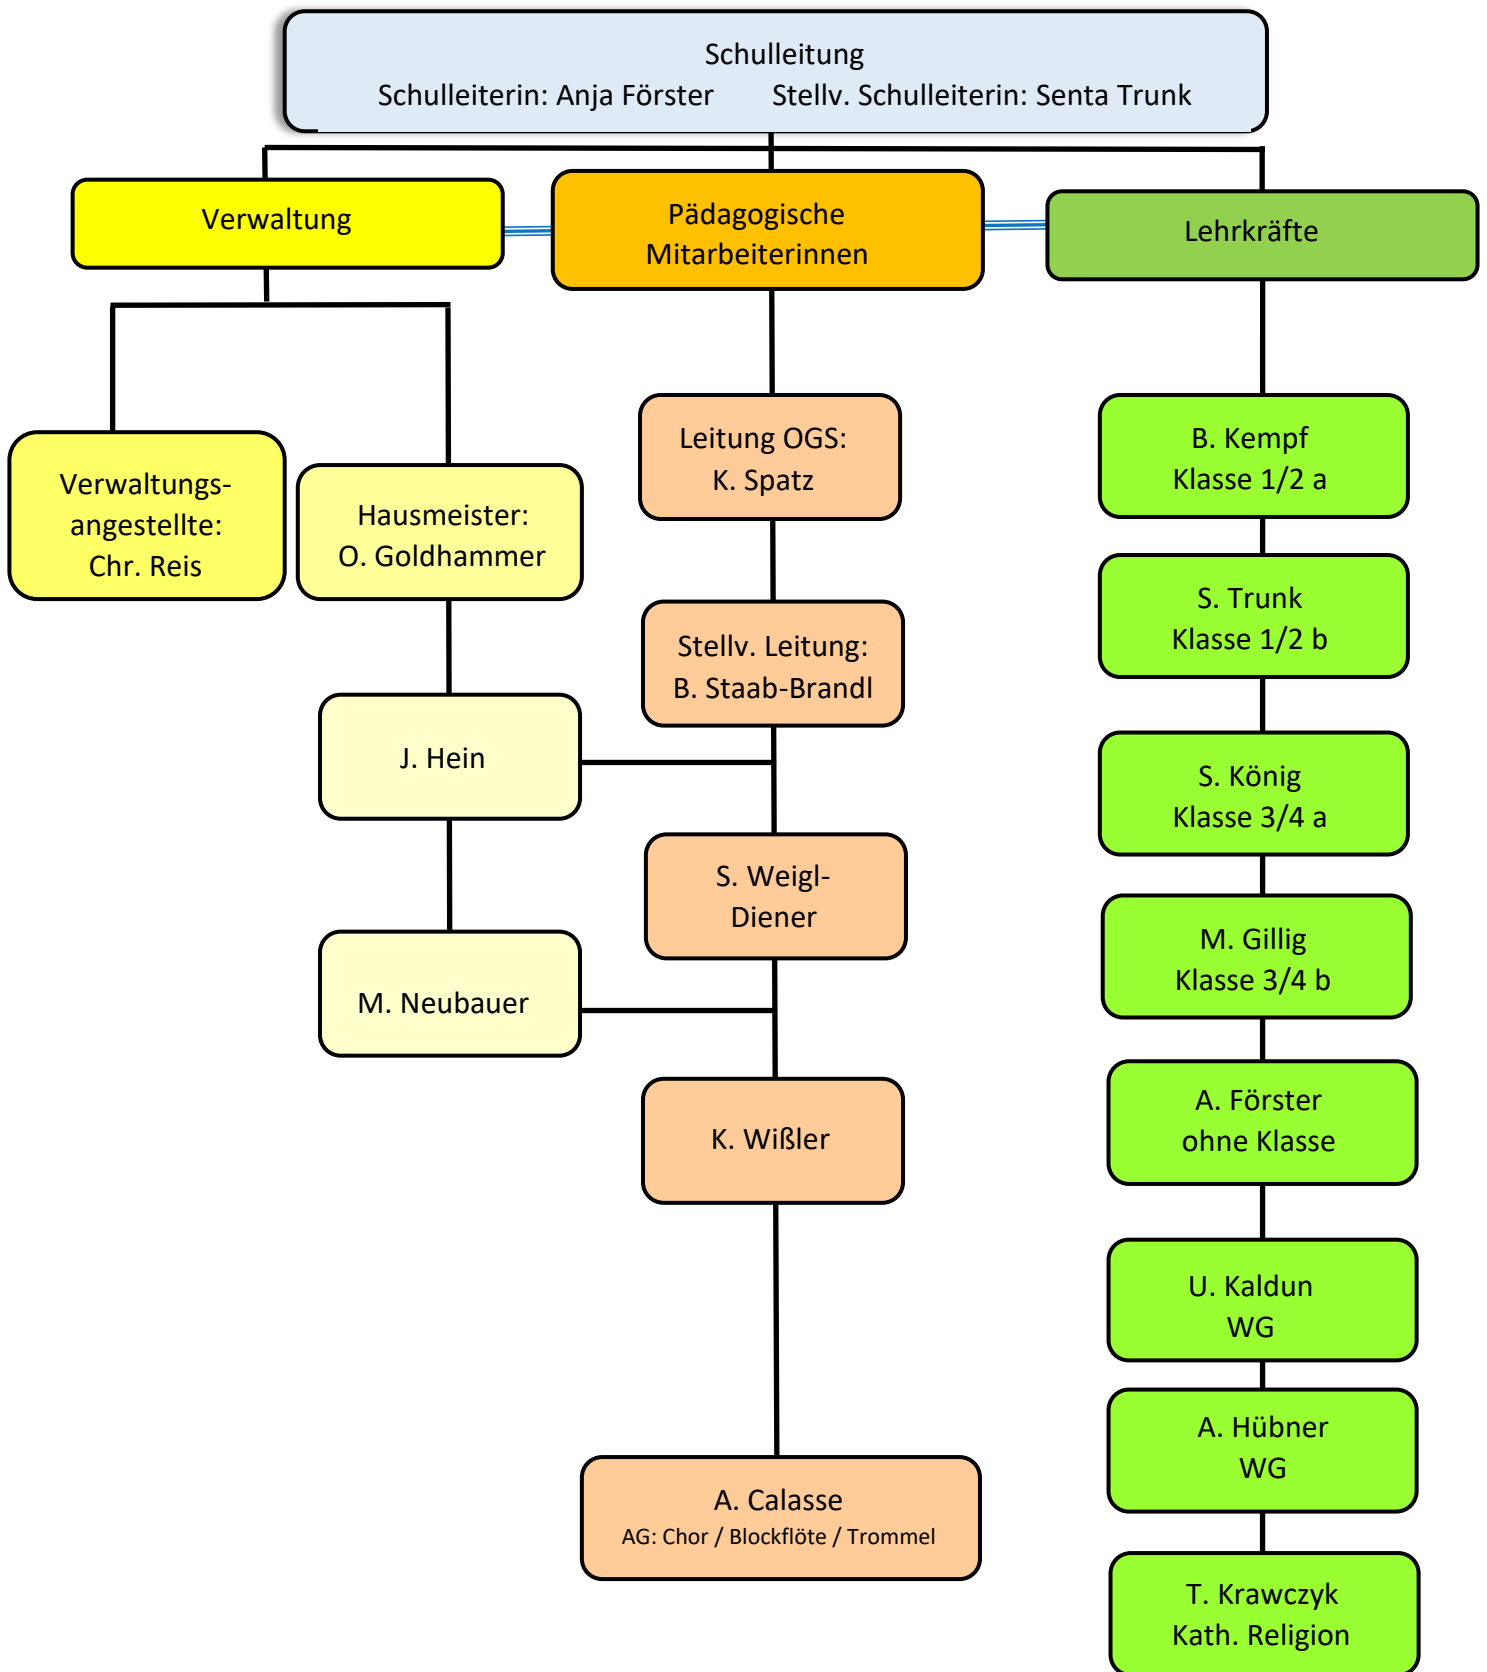 Schulleitung
Schulleiterin: Anja Förster Stellv. Schulleiterin: Senta Trunk
Verwaltung
Pädagogische
Mitarbeiterinnen
Lehrkräfte
Verwaltungs-
angestellte:
Chr. Reis
Hausmeister:
O. Goldhammer
J. Hein
M. Neubauer
Leitung OGS:
K. Spatz
Stellv. Leitung:
B. Staab-Brandl
S. Weigl-
Diener
K. Wißler
A. Calasse
AG: Chor / Blockflöte / Trommel
B. Kempf
Klasse 1/2 a
S. Trunk
Klasse 1/2 b
S. König
Klasse 3/4 a
M. Gillig
Klasse 3/4 b
A. Förster
ohne Klasse
U. Kaldun
WG
A. Hübner
WG
T. Krawczyk
Kath. Religion